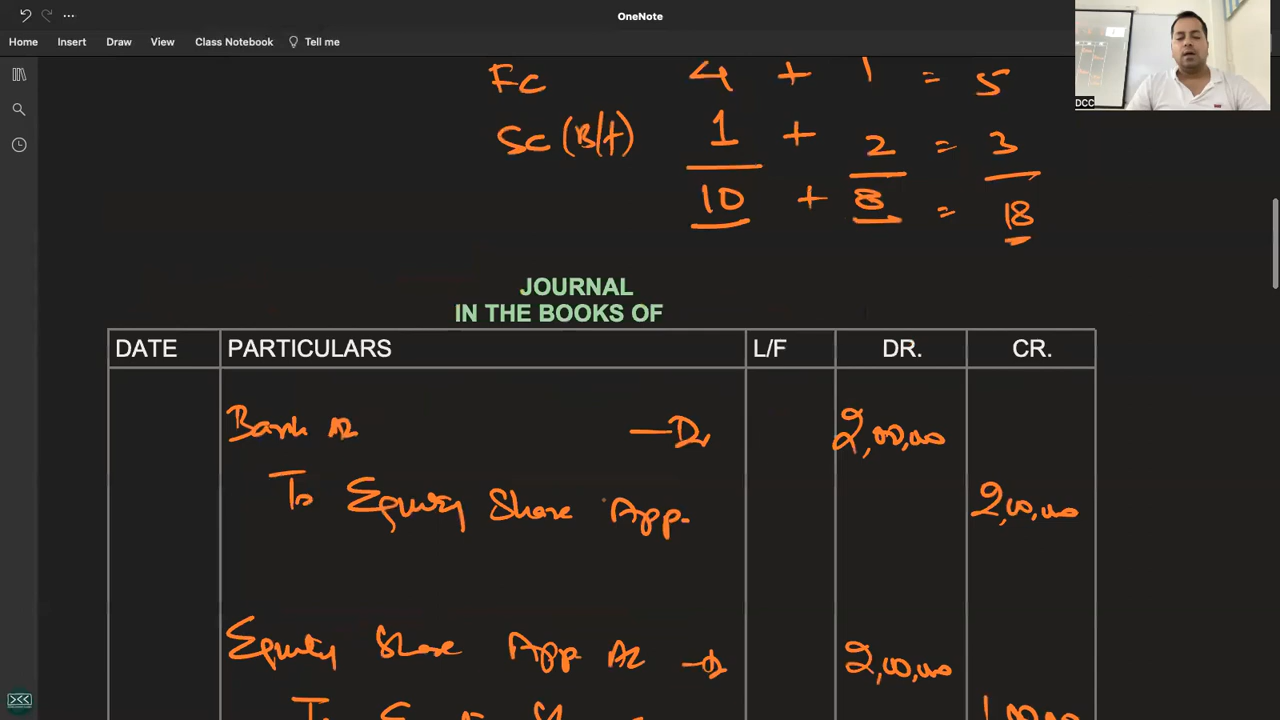 OneNote
Home Insert Draw View Class Notebook Tell me
DCC
FC 4 + 1 = 5
SC (B/f) 1 + 2 = 3
10 + 8 = 18
JOURNAL
IN THE BOOKS OF
DATE PARTICULARS L/F DR. CR.
Bank A/c — Dr 2,00,000
To Equity Share App. 2,00,000
Equity Share App A/c — Dr 2,00,000